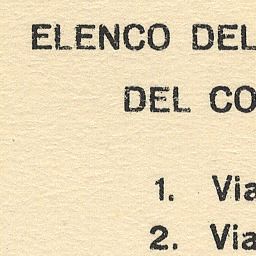 ELENCO DEL
DEL CO
1. Via
2. Via